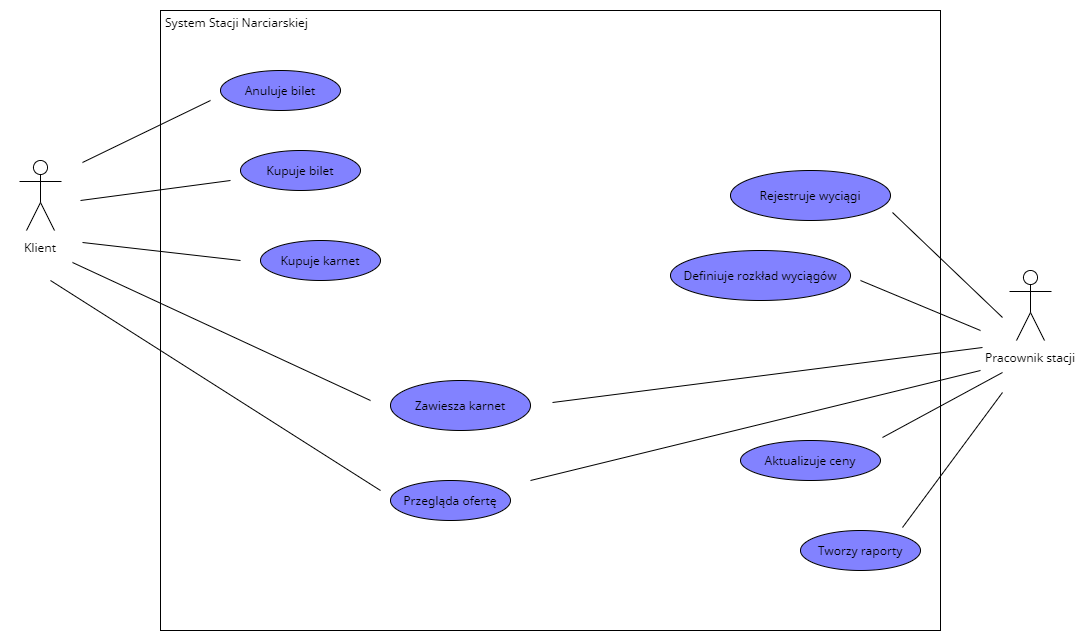 System Stacji Narciarskiej
Anuluje bilet
Kupuje bilet
Rejestruje wyciągi
Klient
Kupuje karnet
Definiuje rozkład wyciągów
Pracownik stacji
Zawiesza karnet
Aktualizuje ceny
Przegląda ofertę
Tworzy raporty